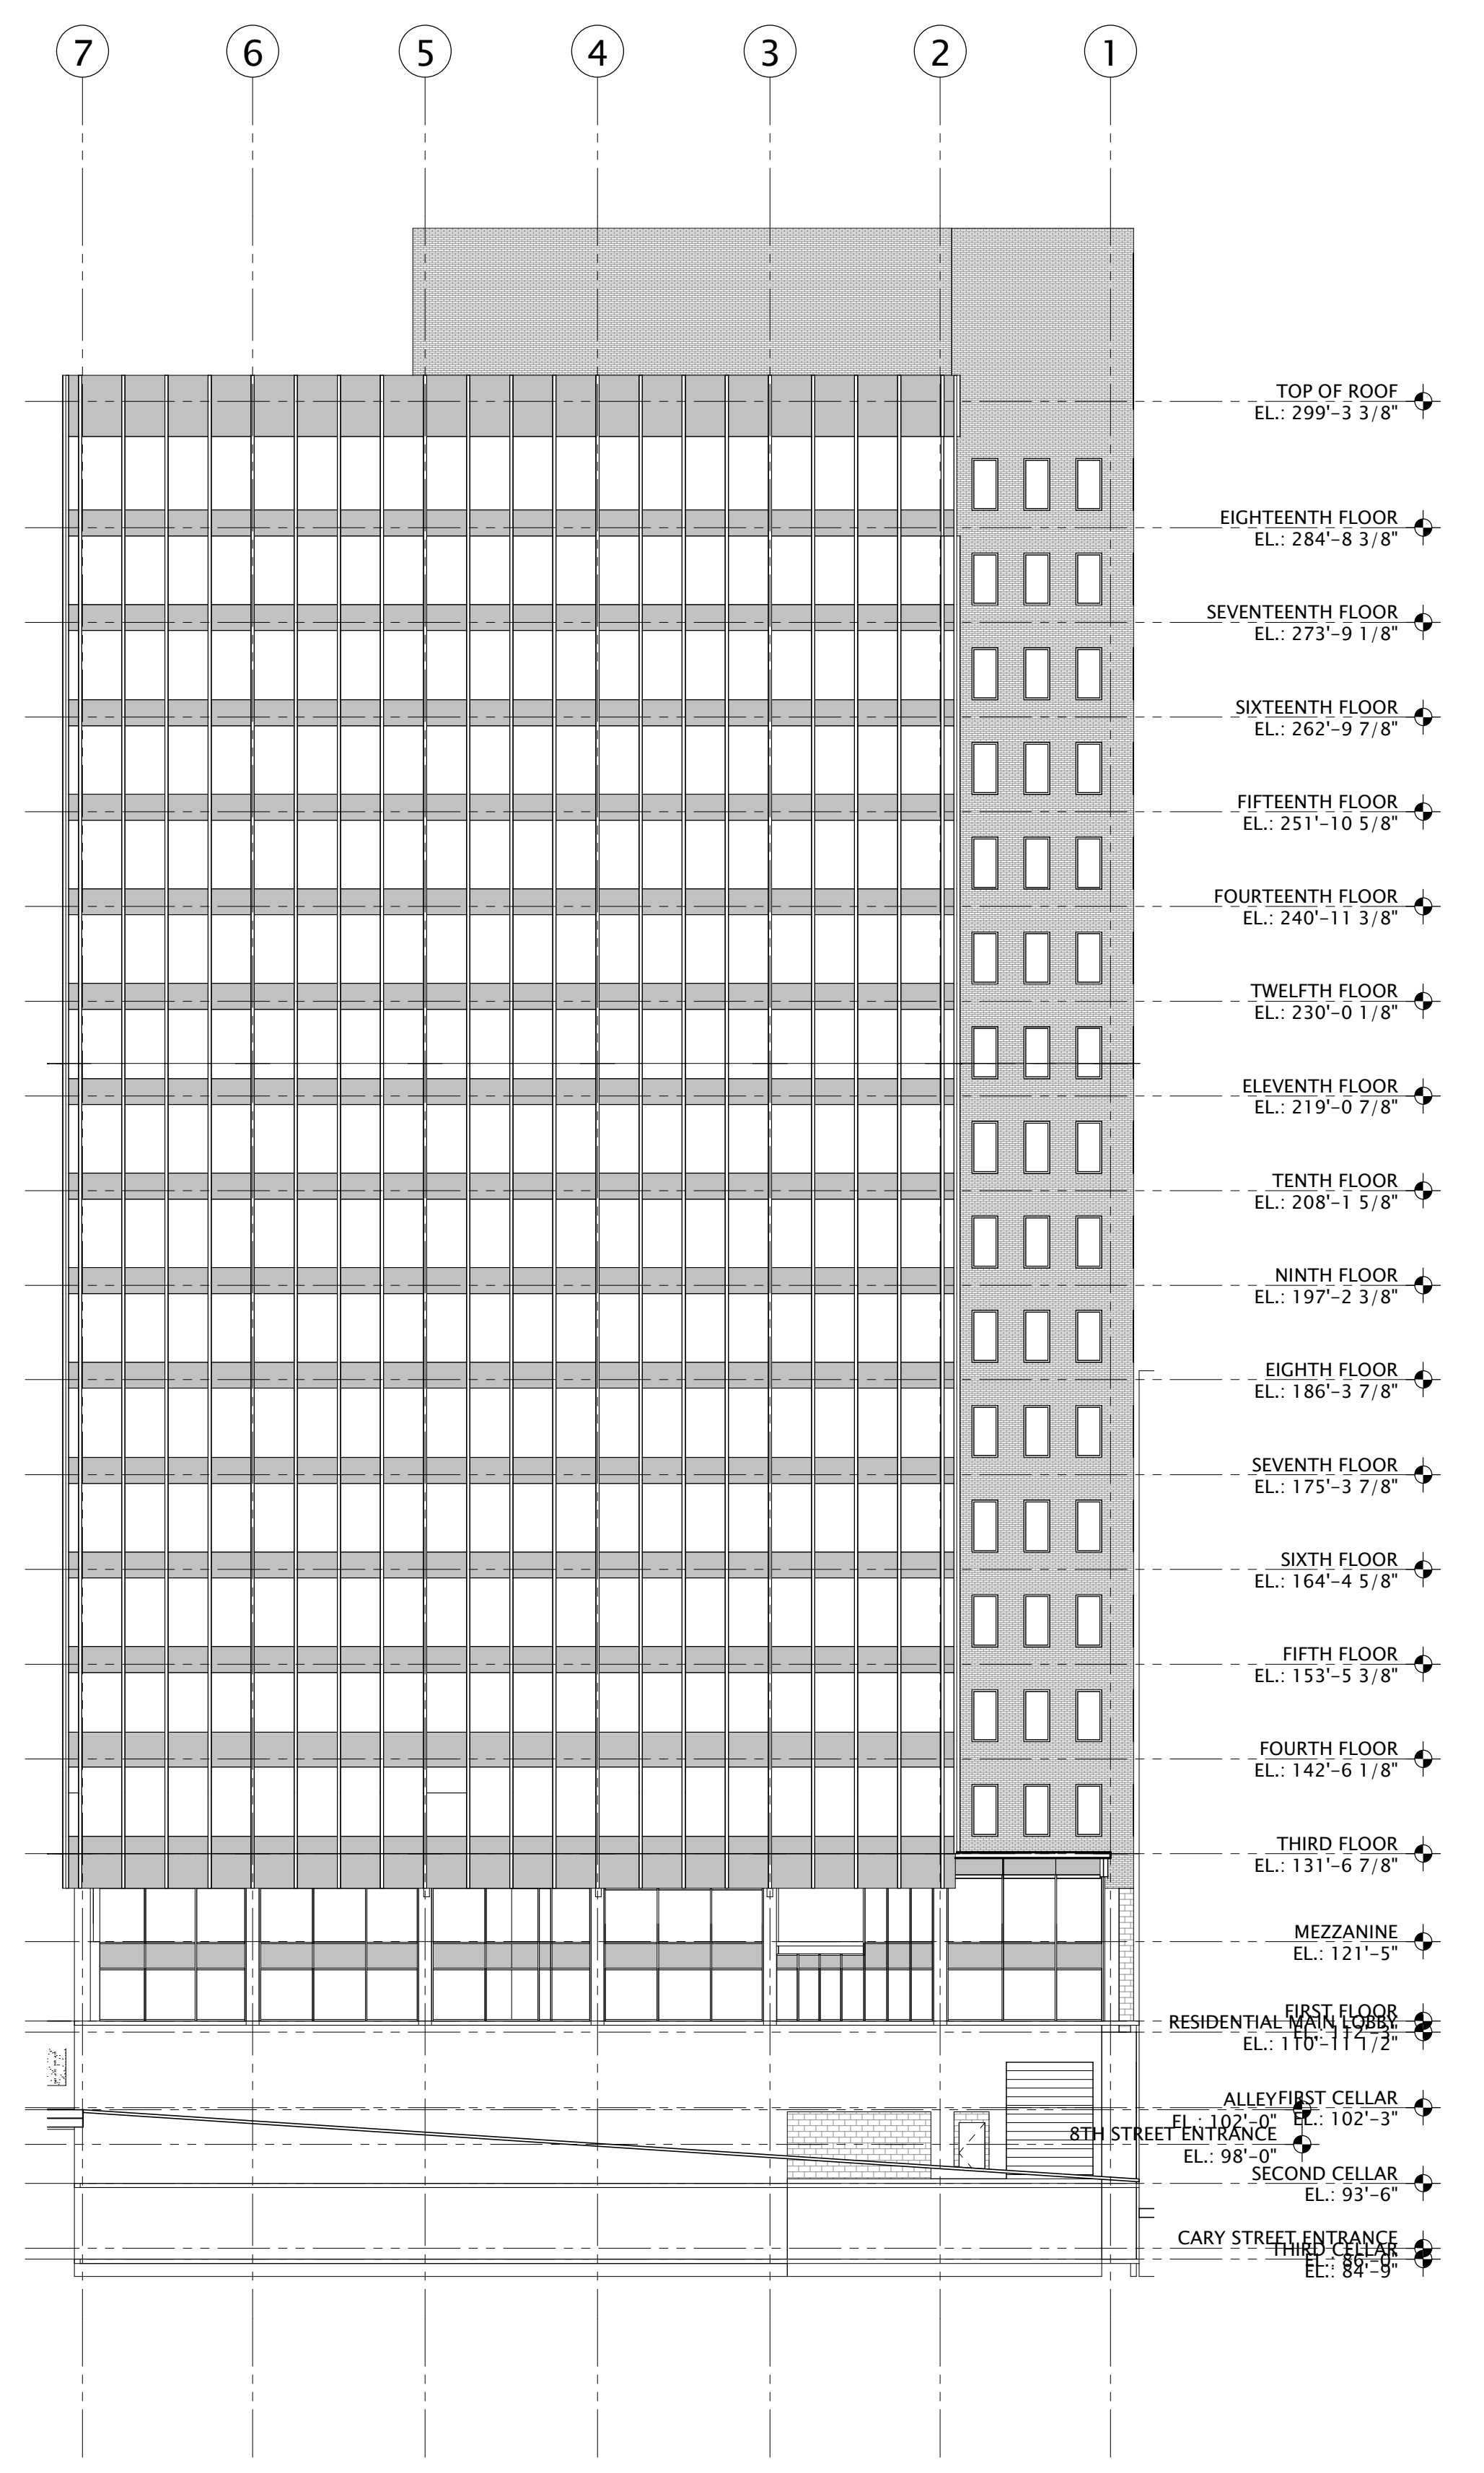 7 6 5 4 3 2 1
TOP OF ROOF
EL.: 299'-3 3/8"
EIGHTEENTH FLOOR
EL.: 284'-8 3/8"
SEVENTEENTH FLOOR
EL.: 273'-9 1/8"
SIXTEENTH FLOOR
EL.: 262'-9 7/8"
FIFTEENTH FLOOR
EL.: 251'-10 5/8"
FOURTEENTH FLOOR
EL.: 240'-11 3/8"
TWELFTH FLOOR
EL.: 230'-0 1/8"
ELEVENTH FLOOR
EL.: 219'-0 7/8"
TENTH FLOOR
EL.: 208'-1 5/8"
NINTH FLOOR
EL.: 197'-2 3/8"
EIGHTH FLOOR
EL.: 186'-3 7/8"
SEVENTH FLOOR
EL.: 175'-3 7/8"
SIXTH FLOOR
EL.: 164'-4 5/8"
FIFTH FLOOR
EL.: 153'-5 3/8"
FOURTH FLOOR
EL.: 142'-6 1/8"
THIRD FLOOR
EL.: 131'-6 7/8"
MEZZANINE
EL.: 121'-5"
FIRST FLOOR
RESIDENTIAL MAIN LOBBY
EL.: 112'-3"
EL.: 110'-11 1/2"
ALLEY
EL.: 102'-0"
FIRST CELLAR
EL.: 102'-3"
8TH STREET ENTRANCE
EL.: 98'-0"
SECOND CELLAR
EL.: 93'-6"
CARY STREET ENTRANCE
THIRD CELLAR
EL.: 86'-0"
EL.: 84'-9"